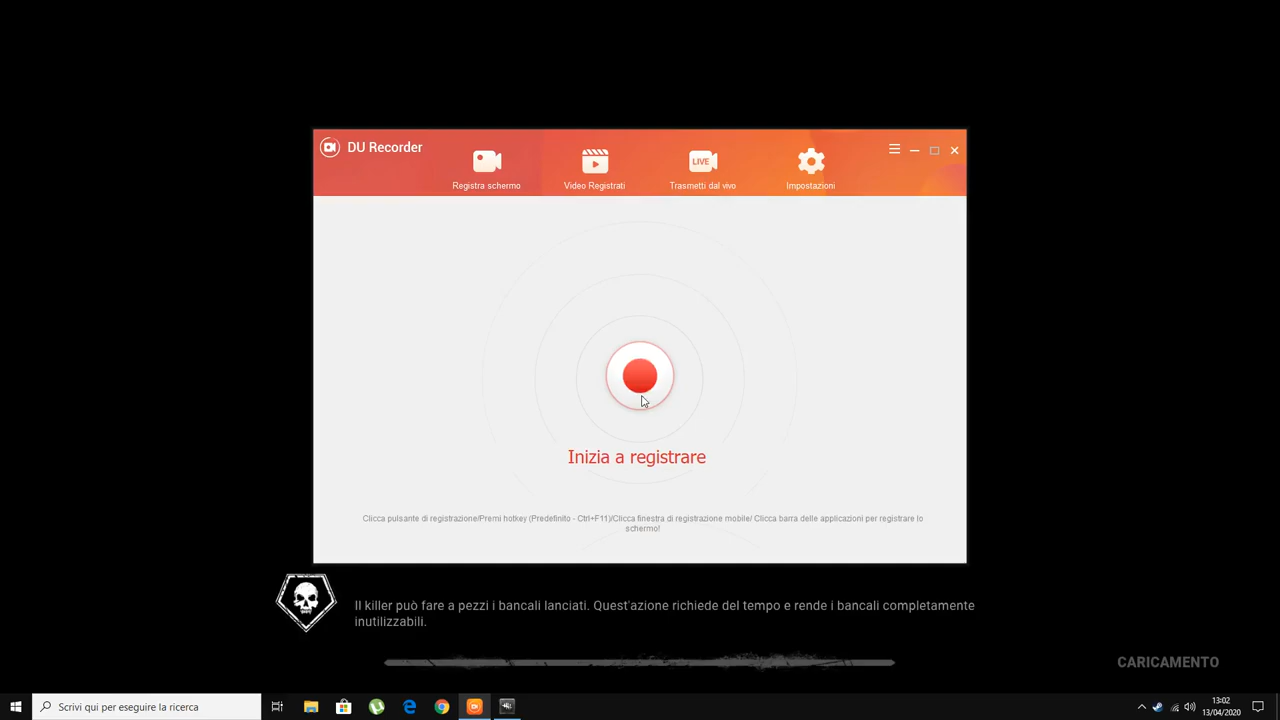 DU Recorder
Registra schermo
Video Registrati
LIVE
Trasmetti dal vivo
Impostazioni
Inizia a registrare
Clicca pulsante di registrazione/Premi hotkey (Predefinito - Ctrl+F11)/Clicca finestra di registrazione mobile/ Clicca barra delle applicazioni per registrare lo
schermo!
Il killer può fare a pezzi i bancali lanciati. Quest'azione richiede del tempo e rende i bancali completamente
inutilizzabili.
CARICAMENTO
Scrivi qui per eseguire la ricerca
13:02
13/04/2020